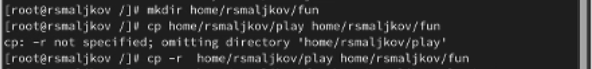 [root@rsmaljkov /]# mkdir home/rsmaljkov/fun
[root@rsmaljkov /]# cp home/rsmaljkov/play home/rsmaljkov/fun
cp: -r not specified; omitting directory 'home/rsmaljkov/play'
[root@rsmaljkov /]# cp -r  home/rsmaljkov/play home/rsmaljkov/fun